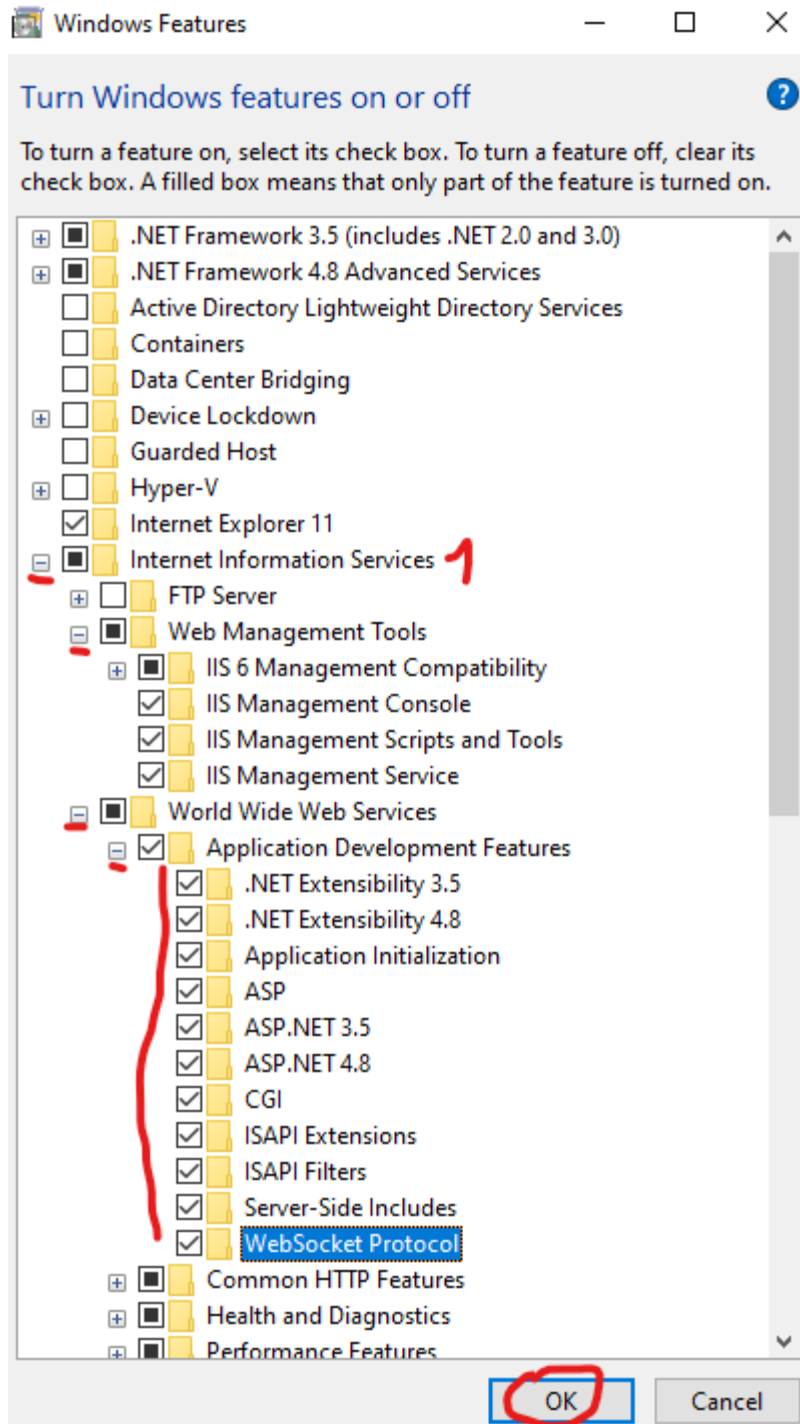 Windows Features
Turn Windows features on or off
?
To turn a feature on, select its check box. To turn a feature off, clear its
check box. A filled box means that only part of the feature is turned on.
.NET Framework 3.5 (includes .NET 2.0 and 3.0)
.NET Framework 4.8 Advanced Services
Active Directory Lightweight Directory Services
Containers
Data Center Bridging
Device Lockdown
Guarded Host
Hyper-V
Internet Explorer 11
Internet Information Services 1
FTP Server
Web Management Tools
IIS 6 Management Compatibility
IIS Management Console
IIS Management Scripts and Tools
IIS Management Service
World Wide Web Services
Application Development Features
.NET Extensibility 3.5
.NET Extensibility 4.8
Application Initialization
ASP
ASP.NET 3.5
ASP.NET 4.8
CGI
ISAPI Extensions
ISAPI Filters
Server-Side Includes
WebSocket Protocol
Common HTTP Features
Health and Diagnostics
Performance Features
OK Cancel